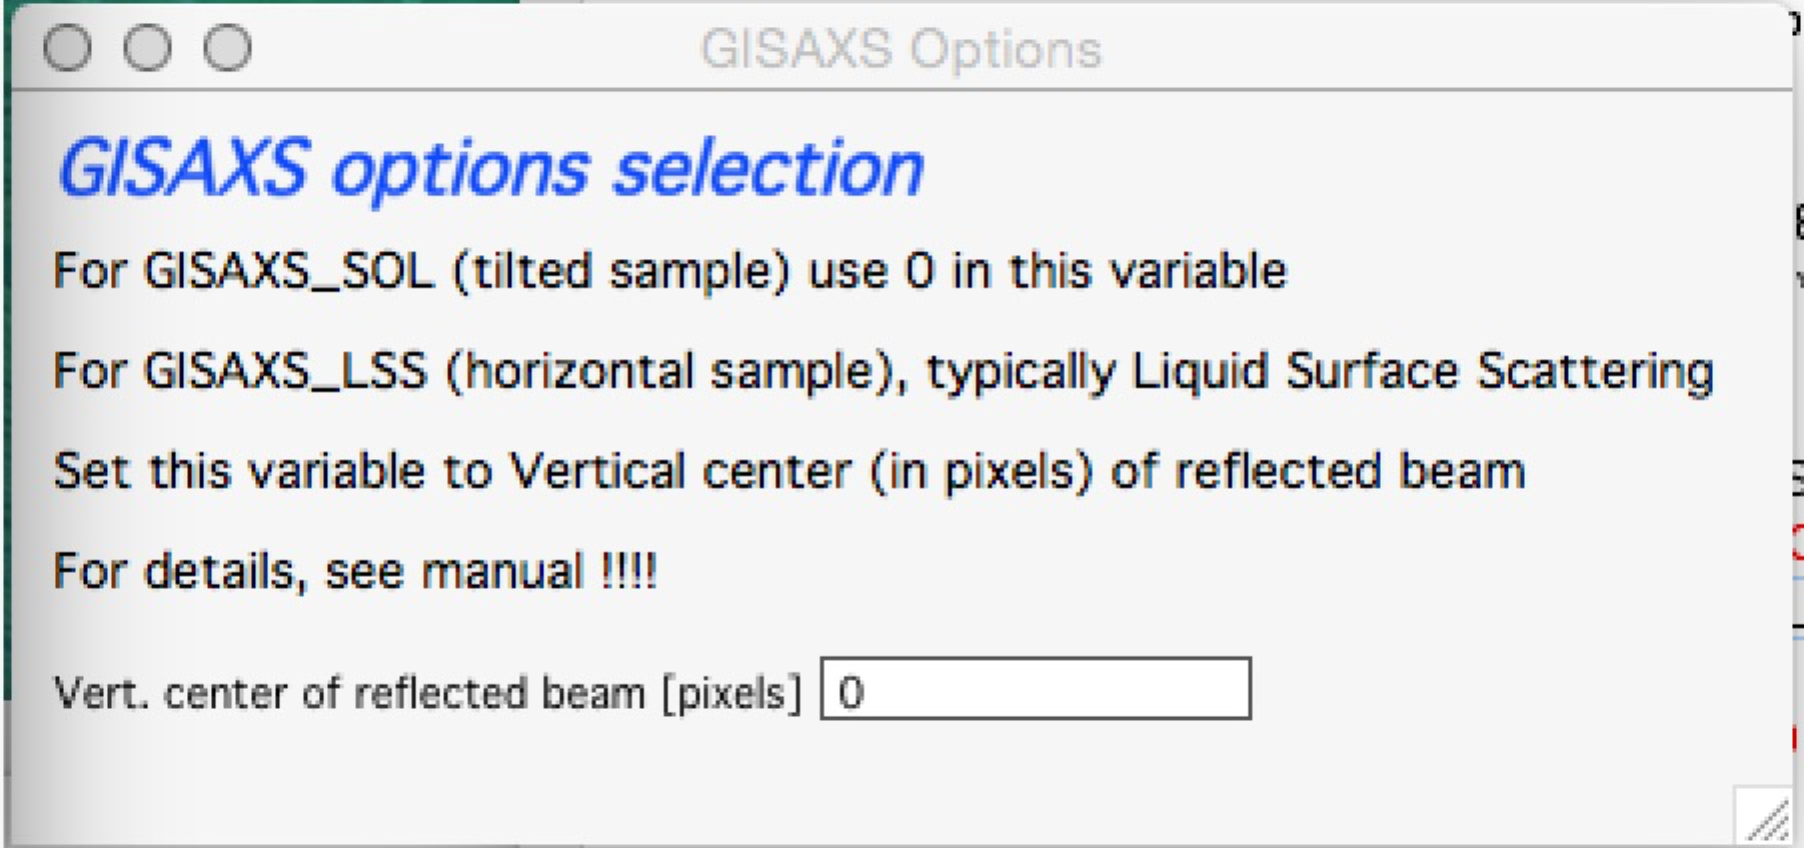 GISAXS Options
GISAXS options selection
For GISAXS_SOL (tilted sample) use 0 in this variable
For GISAXS_LSS (horizontal sample), typically Liquid Surface Scattering
Set this variable to Vertical center (in pixels) of reflected beam
For details, see manual !!!!
Vert. center of reflected beam [pixels] 0